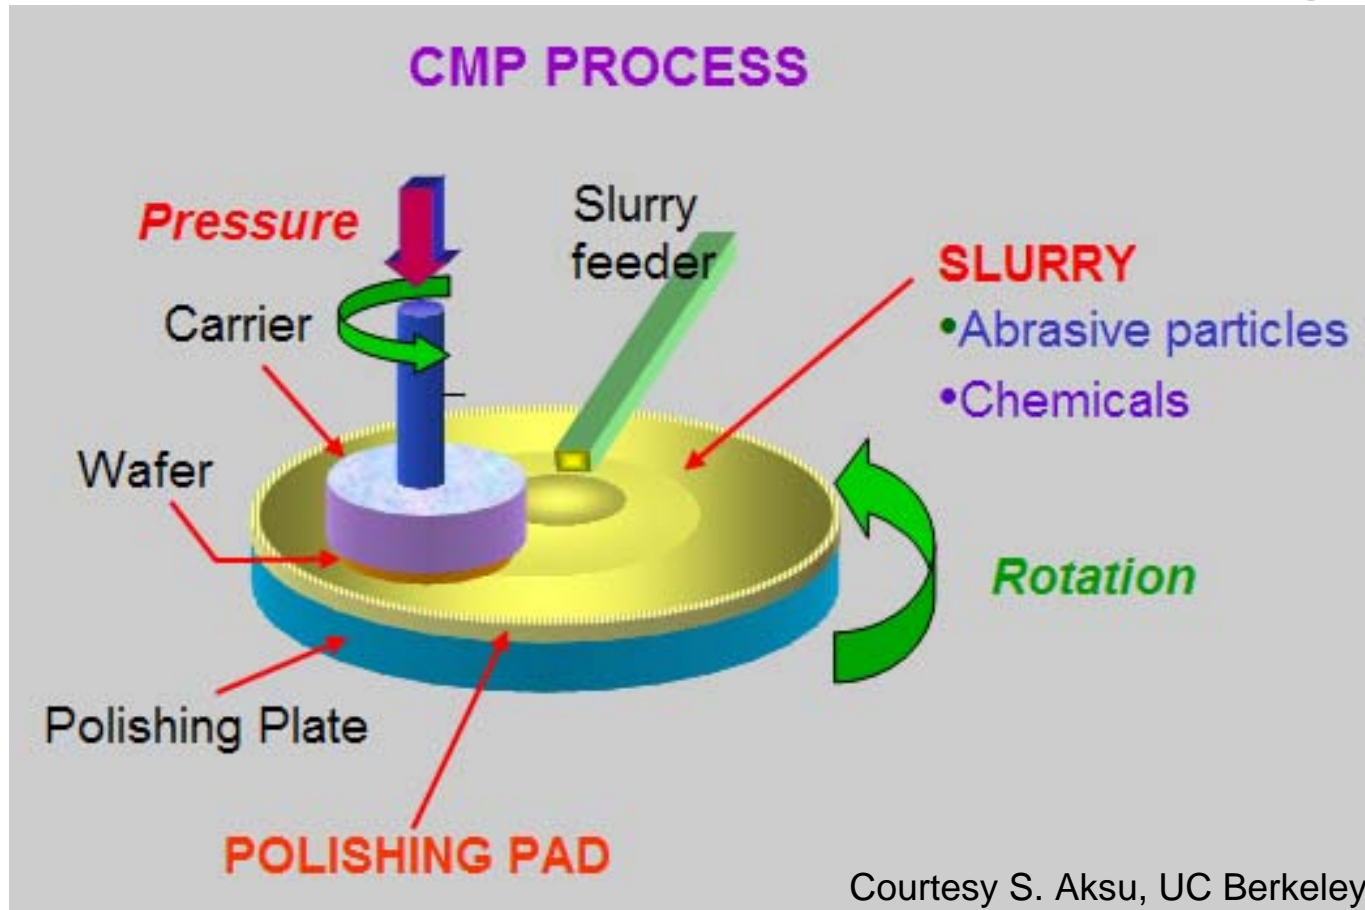 CMP PROCESS
Pressure
Slurry
feeder
Carrier
SLURRY
•Abrasive particles
•Chemicals
Wafer
Rotation
Polishing Plate
POLISHING PAD
Courtesy S. Aksu, UC Berkeley